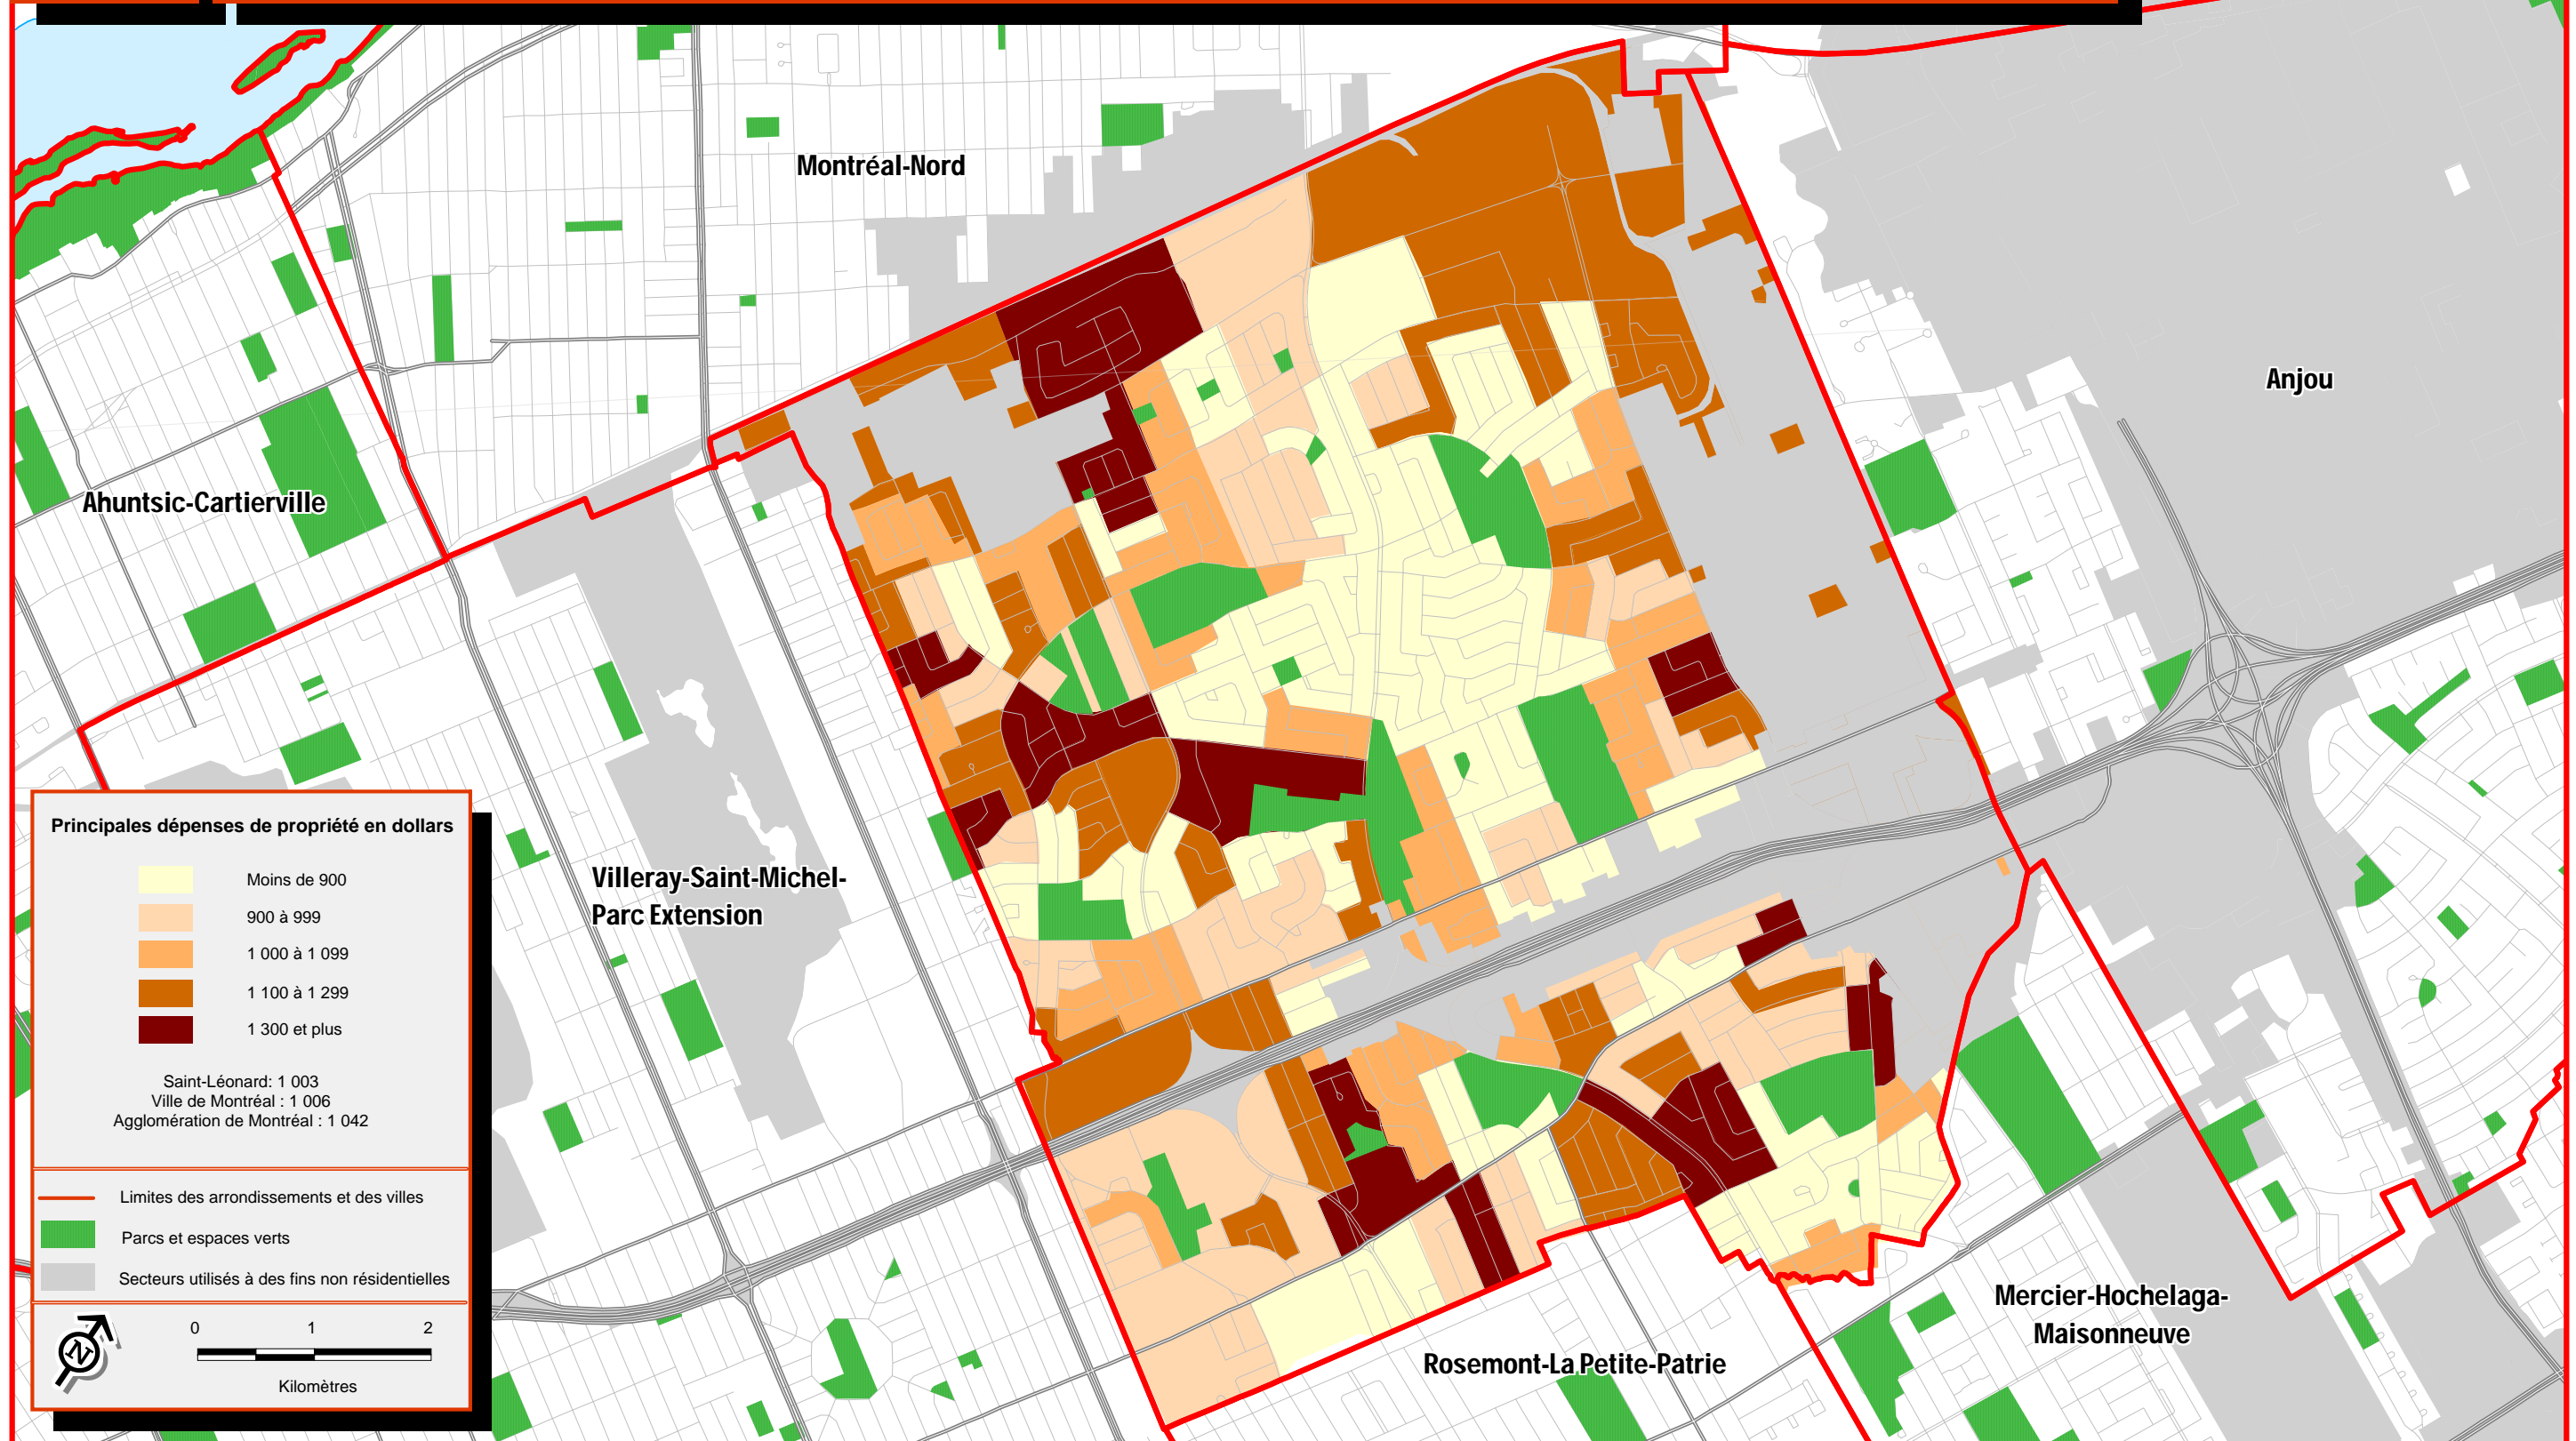 Montréal-Nord
Anjou
Ahuntsic-Cartierville
Villeray-Saint-Michel-
Parc Extension
Mercier-Hochelaga-
Maisonneuve
Rosemont-La Petite-Patrie
Principales dépenses de propriété en dollars
Moins de 900
900 à 999
1 000 à 1 099
1 100 à 1 299
1 300 et plus
Saint-Léonard: 1 003
Ville de Montréal : 1 006
Agglomération de Montréal : 1 042
Limites des arrondissements et des villes
Parcs et espaces verts
Secteurs utilisés à des fins non résidentielles
N
0 1 2
Kilomètres